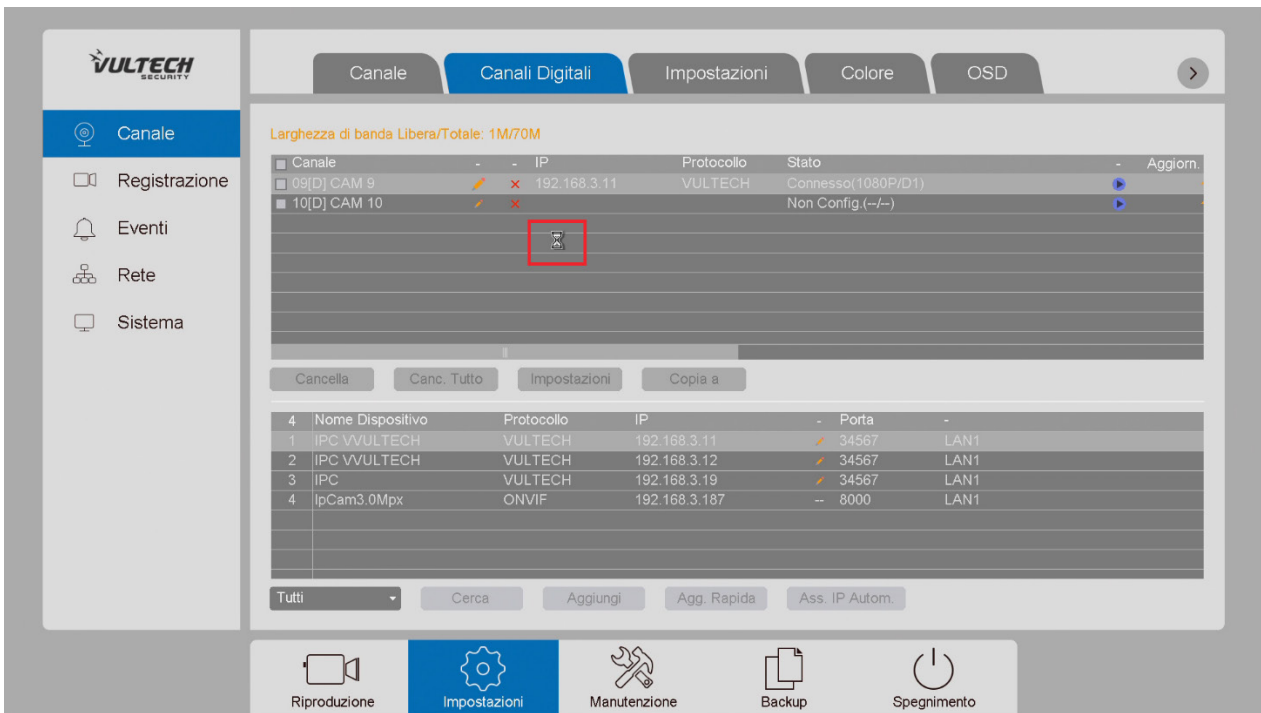 VULTECH
SECURITY
Canale Canali Digitali Impostazioni Colore OSD
Canale
Registrazione
Eventi
Rete
Sistema
Larghezza di banda Libera/Totale: 1M/70M
Canale - - IP Protocollo Stato - Aggiorn.
09[D] CAM 9 192.168.3.11 VULTECH Connesso(1080P/D1)
10[D] CAM 10 Non Config.(--/--)
Cancella Canc. Tutto Impostazioni Copia a
4 Nome Dispositivo Protocollo IP - Porta -
1 IPC VVULTECH VULTECH 192.168.3.11 34567 LAN1
2 IPC VVULTECH VULTECH 192.168.3.12 34567 LAN1
3 IPC VULTECH 192.168.3.19 34567 LAN1
4 IpCam3.0Mpx ONVIF 192.168.3.187 -- 8000 LAN1
Tutti Cerca Aggiungi Agg. Rapida Ass. IP Autom.
Riproduzione Impostazioni Manutenzione Backup Spegnimento